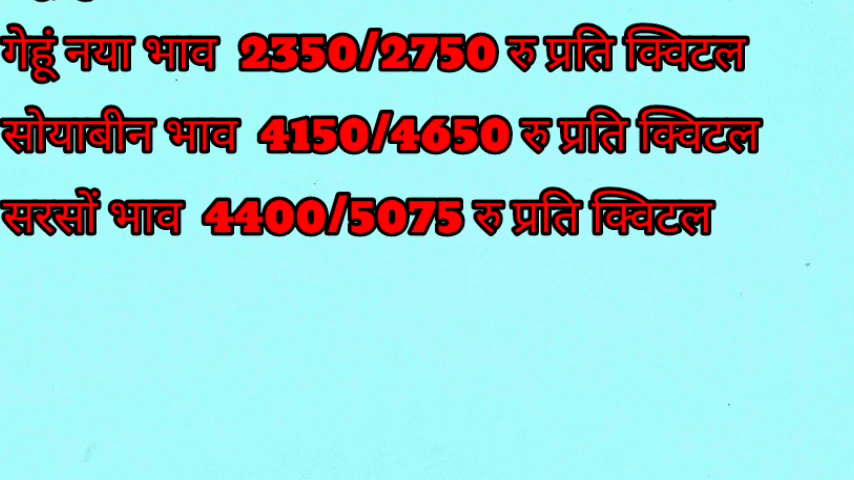 गेहूं नया भाव 2350/2750 रु प्रति क्विटल
सोयाबीन भाव 4150/4650 रु प्रति क्विटल
सरसों भाव 4400/5075 रु प्रति क्विटल